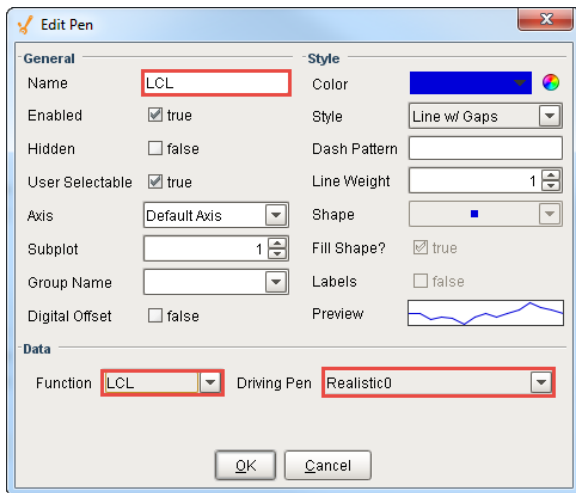 Edit Pen
General
Name LCL
Enabled true
Hidden false
User Selectable true
Axis Default Axis
Subplot 1
Group Name
Digital Offset false
Style
Color
Style Line w/ Gaps
Dash Pattern
Line Weight 1
Shape
Fill Shape? true
Labels false
Preview
Data
Function LCL Driving Pen Realistic0
OK Cancel